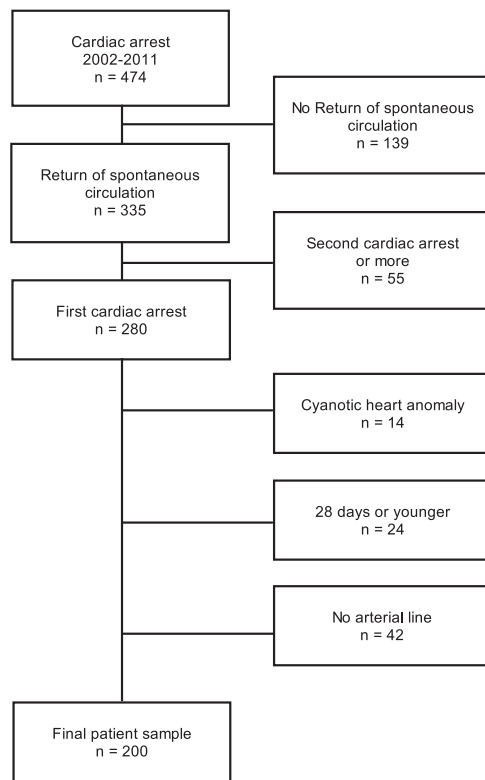 Cardiac arrest
2002-2011
n = 474
No Return of spontaneous
circulation
n = 139
Return of spontaneous
circulation
n = 335
Second cardiac arrest
or more
n = 55
First cardiac arrest
n = 280
Cyanotic heart anomaly
n = 14
28 days or younger
n = 24
No arterial line
n = 42
Final patient sample
n = 200